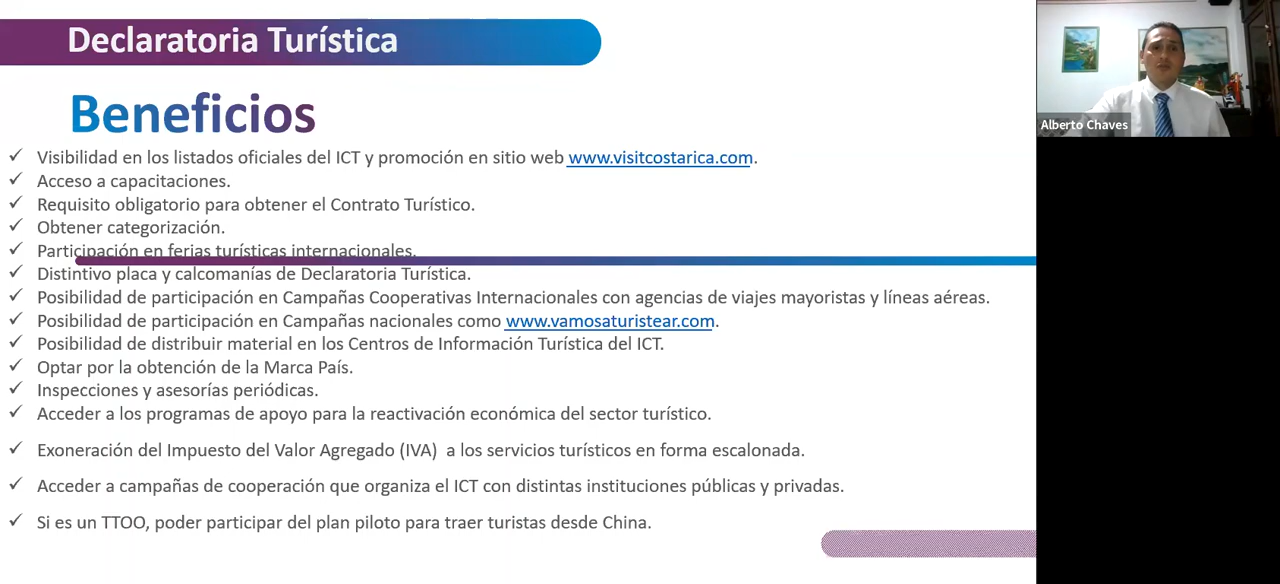 Declaratoria Turística
Beneficios
✓ Visibilidad en los listados oficiales del ICT y promoción en sitio web www.visitcostarica.com.
✓ Acceso a capacitaciones.
✓ Requisito obligatorio para obtener el Contrato Turístico.
✓ Obtener categorización.
✓ Participación en ferias turísticas internacionales.
✓ Distintivo placa y calcomanías de Declaratoria Turística.
✓ Posibilidad de participación en Campañas Cooperativas Internacionales con agencias de viajes mayoristas y líneas aéreas.
✓ Posibilidad de participación en Campañas nacionales como www.vamosaturistear.com.
✓ Posibilidad de distribuir material en los Centros de Información Turística del ICT.
✓ Optar por la obtención de la Marca País.
✓ Inspecciones y asesorías periódicas.
✓ Acceder a los programas de apoyo para la reactivación económica del sector turístico.
✓ Exoneración del Impuesto del Valor Agregado (IVA) a los servicios turísticos en forma escalonada.
✓ Acceder a campañas de cooperación que organiza el ICT con distintas instituciones públicas y privadas.
✓ Si es un TTOO, poder participar del plan piloto para traer turistas desde China.
Alberto Chaves